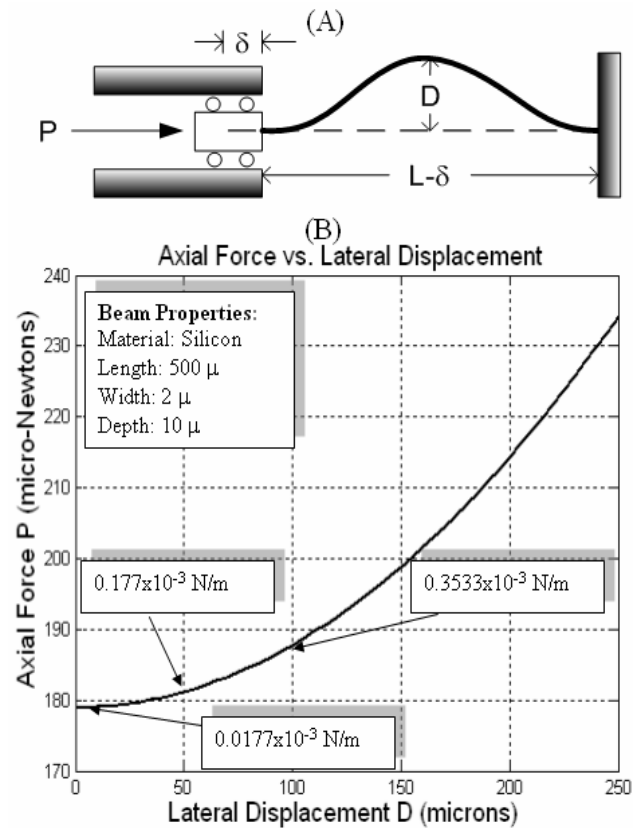 (A)
δ
P
D
L-δ
(B)
Axial Force vs. Lateral Displacement
Axial Force P (micro-Newtons)
240
230
220
210
200
190
180
170
Beam Properties:
Material: Silicon
Length: 500 μ
Width: 2 μ
Depth: 10 μ
0.177x10⁻³ N/m
0.3533x10⁻³ N/m
0.0177x10⁻³ N/m
0 50 100 150 200 250
Lateral Displacement D (microns)